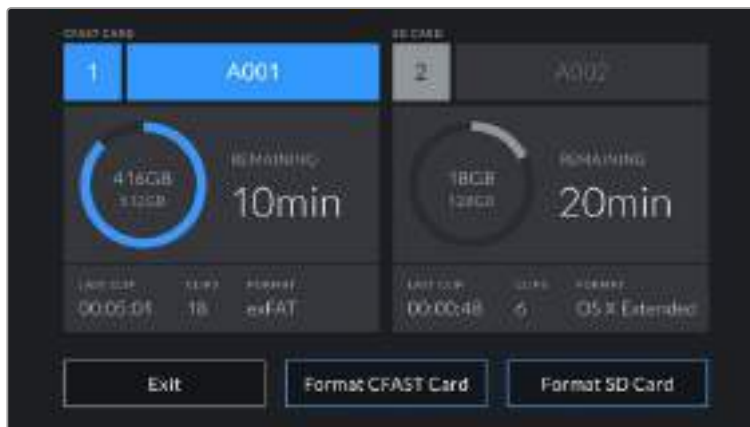 CFAST CARD
1 A001
416GB
512GB
REMAINING
10min
LAST CLIP CLIPS FORMAT
00:05:01 18 exFAT
SD CARD
2 A002
18GB
128GB
REMAINING
20min
LAST CLIP CLIPS FORMAT
00:00:48 6 OS X Extended
Exit Format CFAST Card Format SD Card